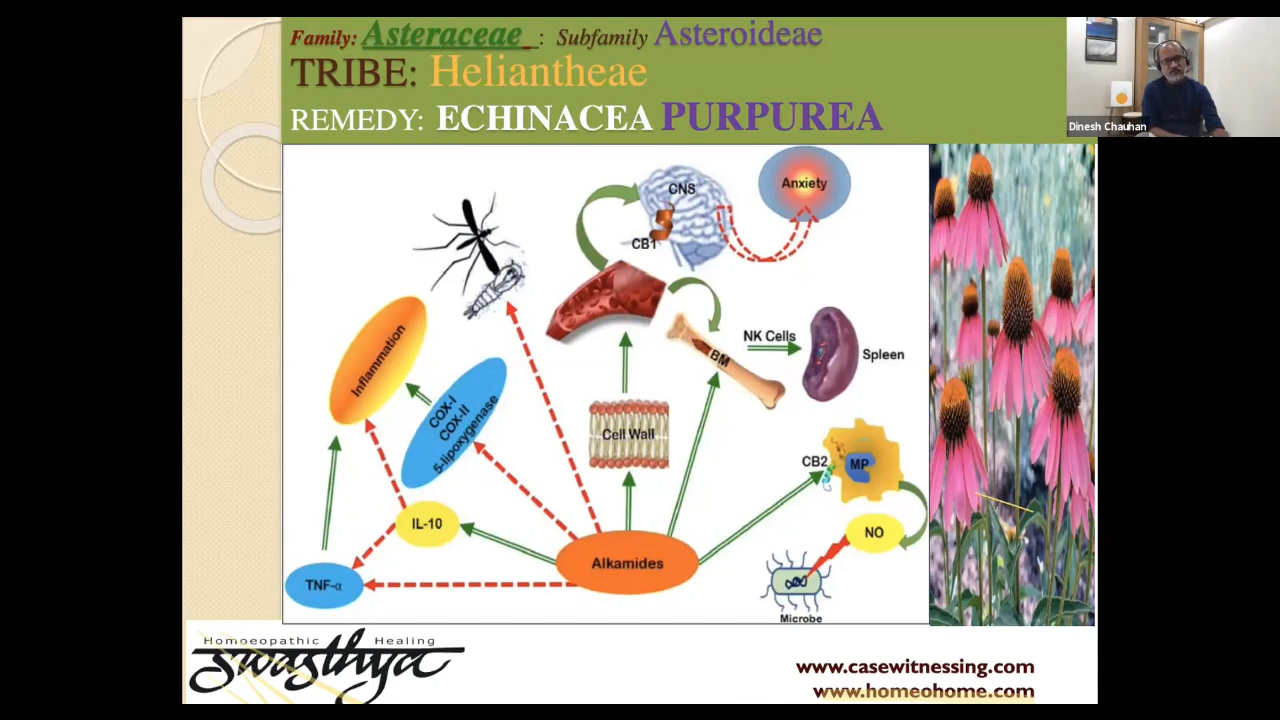 Family: Asteraceae : Subfamily Asteroideae
TRIBE: Heliantheae
REMEDY: ECHINACEA PURPUREA
Dinesh Chauhan
CNS
Anxiety
CB1
Inflammation
COX-I
COX-II
5-lipoxygenase
BM
NK Cells
Spleen
Cell Wall
CB2
MP
IL-10
NO
Alkamides
TNF-α
Microbe
Homoeopathic Healing
swasthya
www.casewitnessing.com
www.homeohome.com